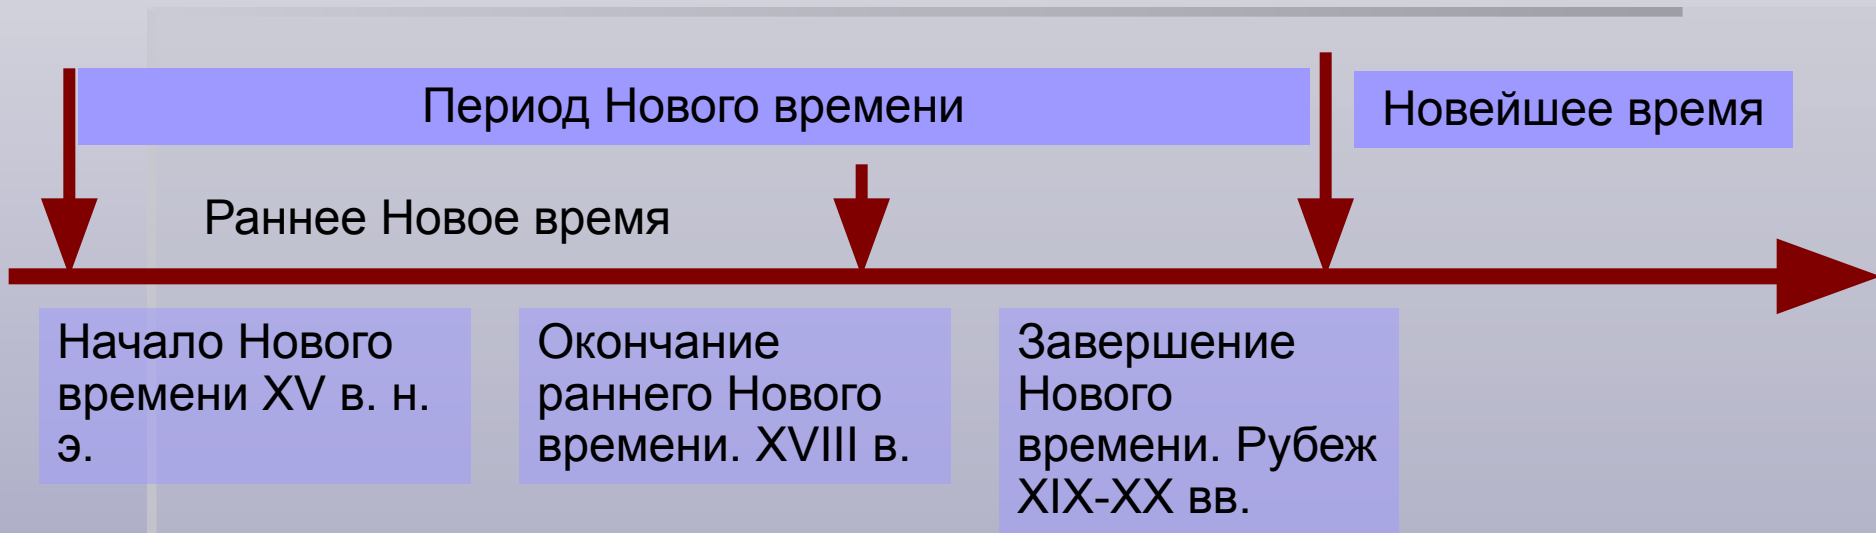 Период Нового времени
Новейшее время
Раннее Новое время
Начало Нового
времени XV в. н.
э.
Окончание
раннего Нового
времени. XVIII в.
Завершение
Нового
времени. Рубеж
XIX-XX вв.